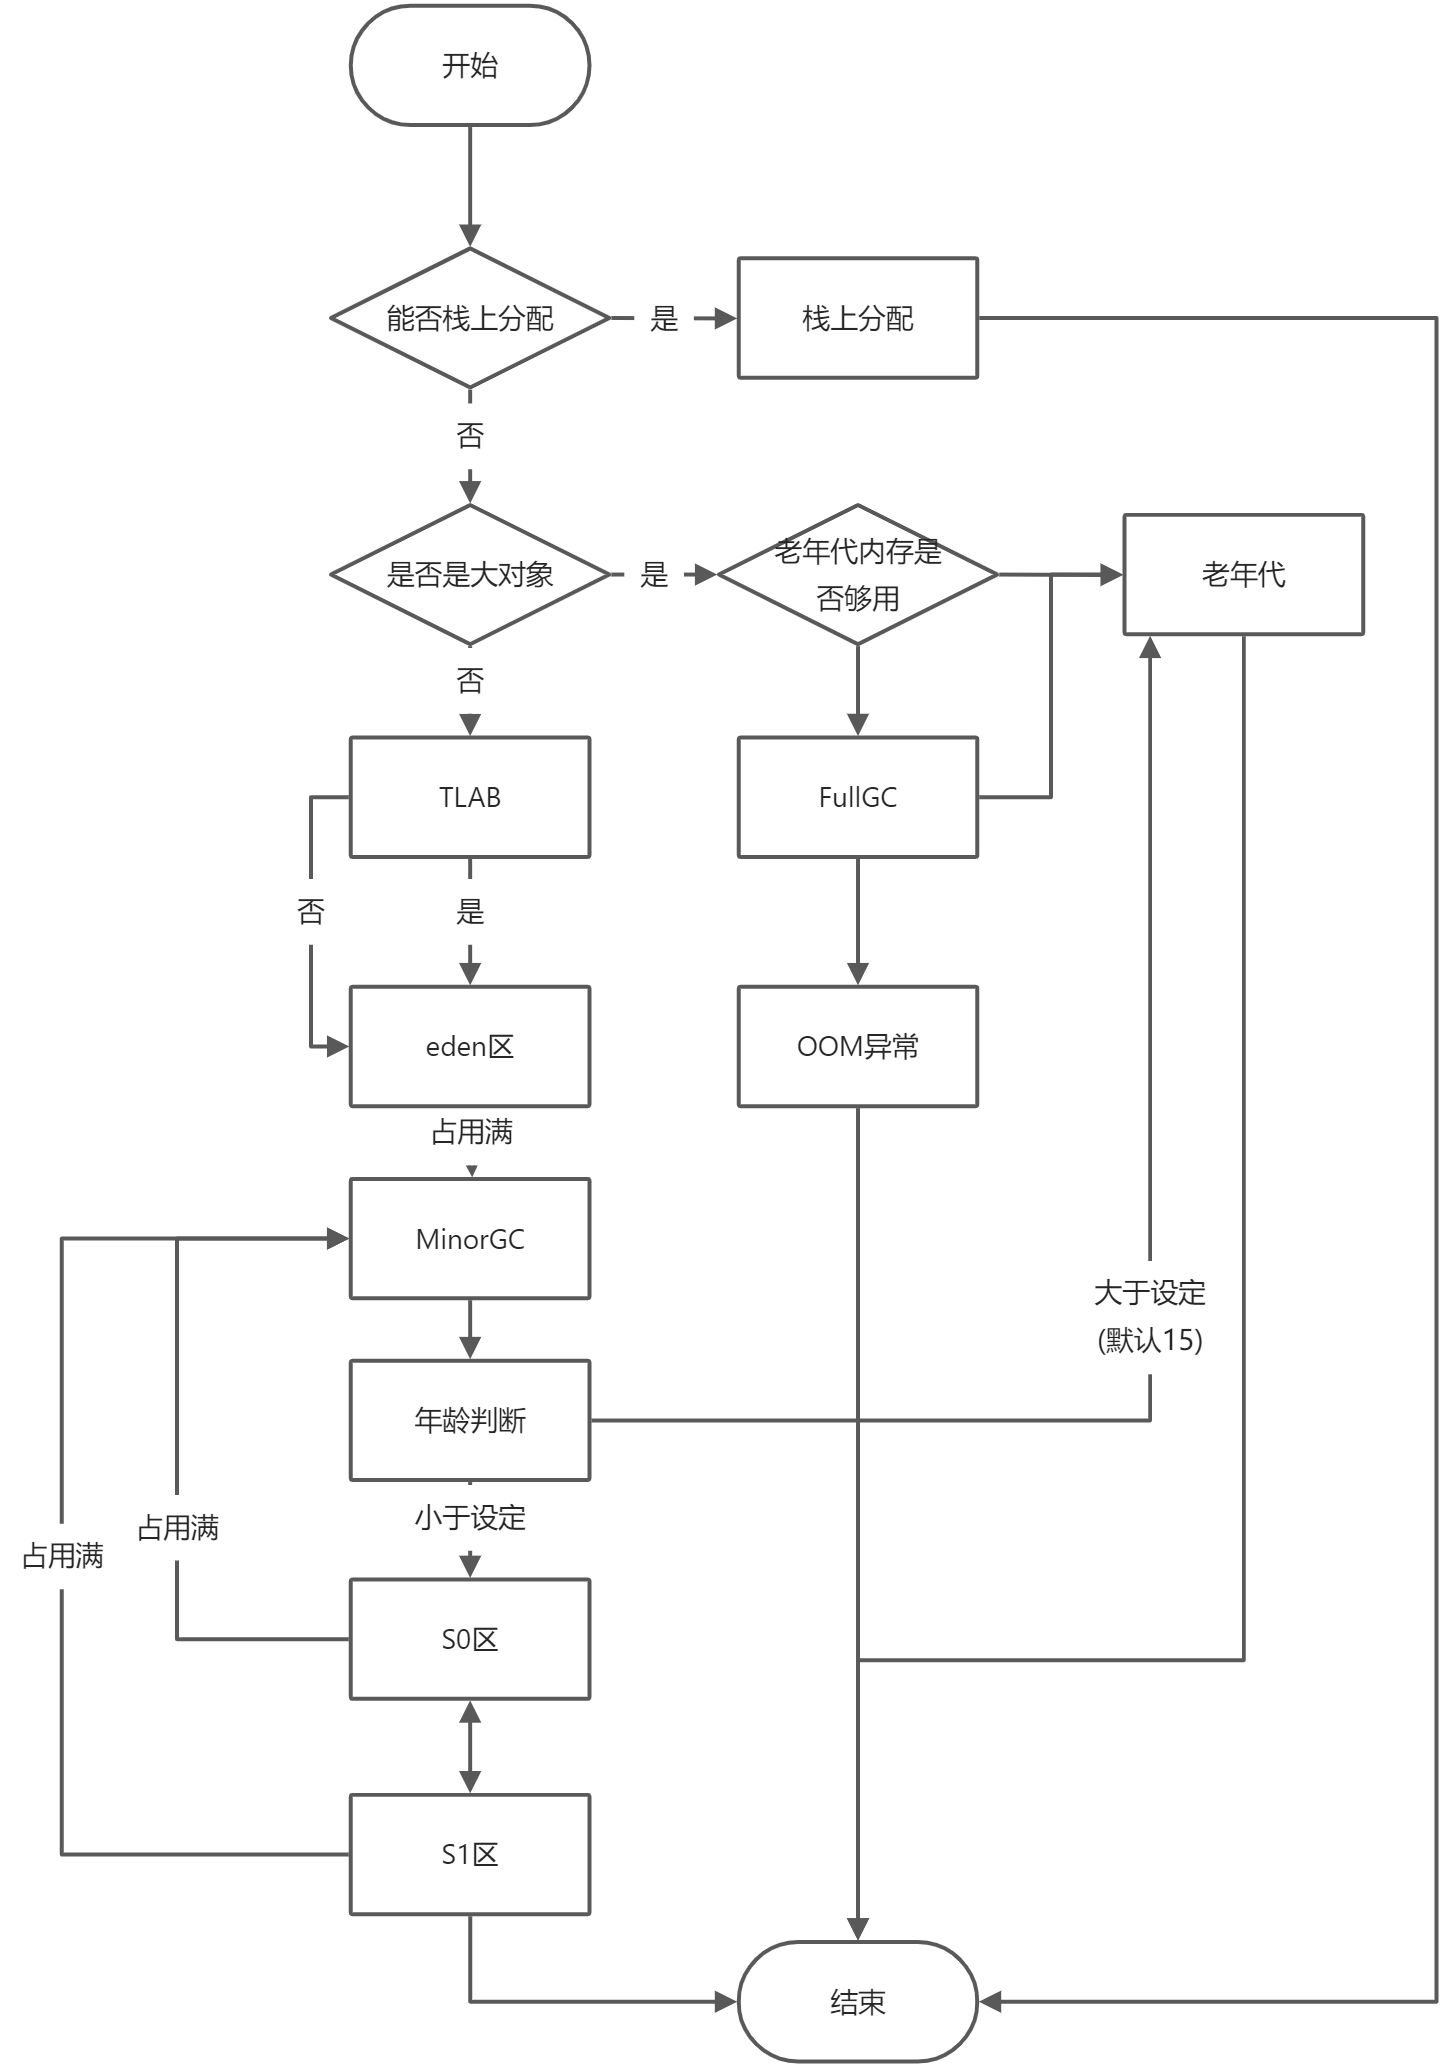 开始
能否栈上分配
是
栈上分配
否
是否是大对象
是
老年代内存是
否够用
老年代
否
TLAB
FullGC
否
是
eden区
OOM异常
占用满
MinorGC
大于设定
(默认15)
年龄判断
小于设定
占用满
占用满
S0区
S1区
结束